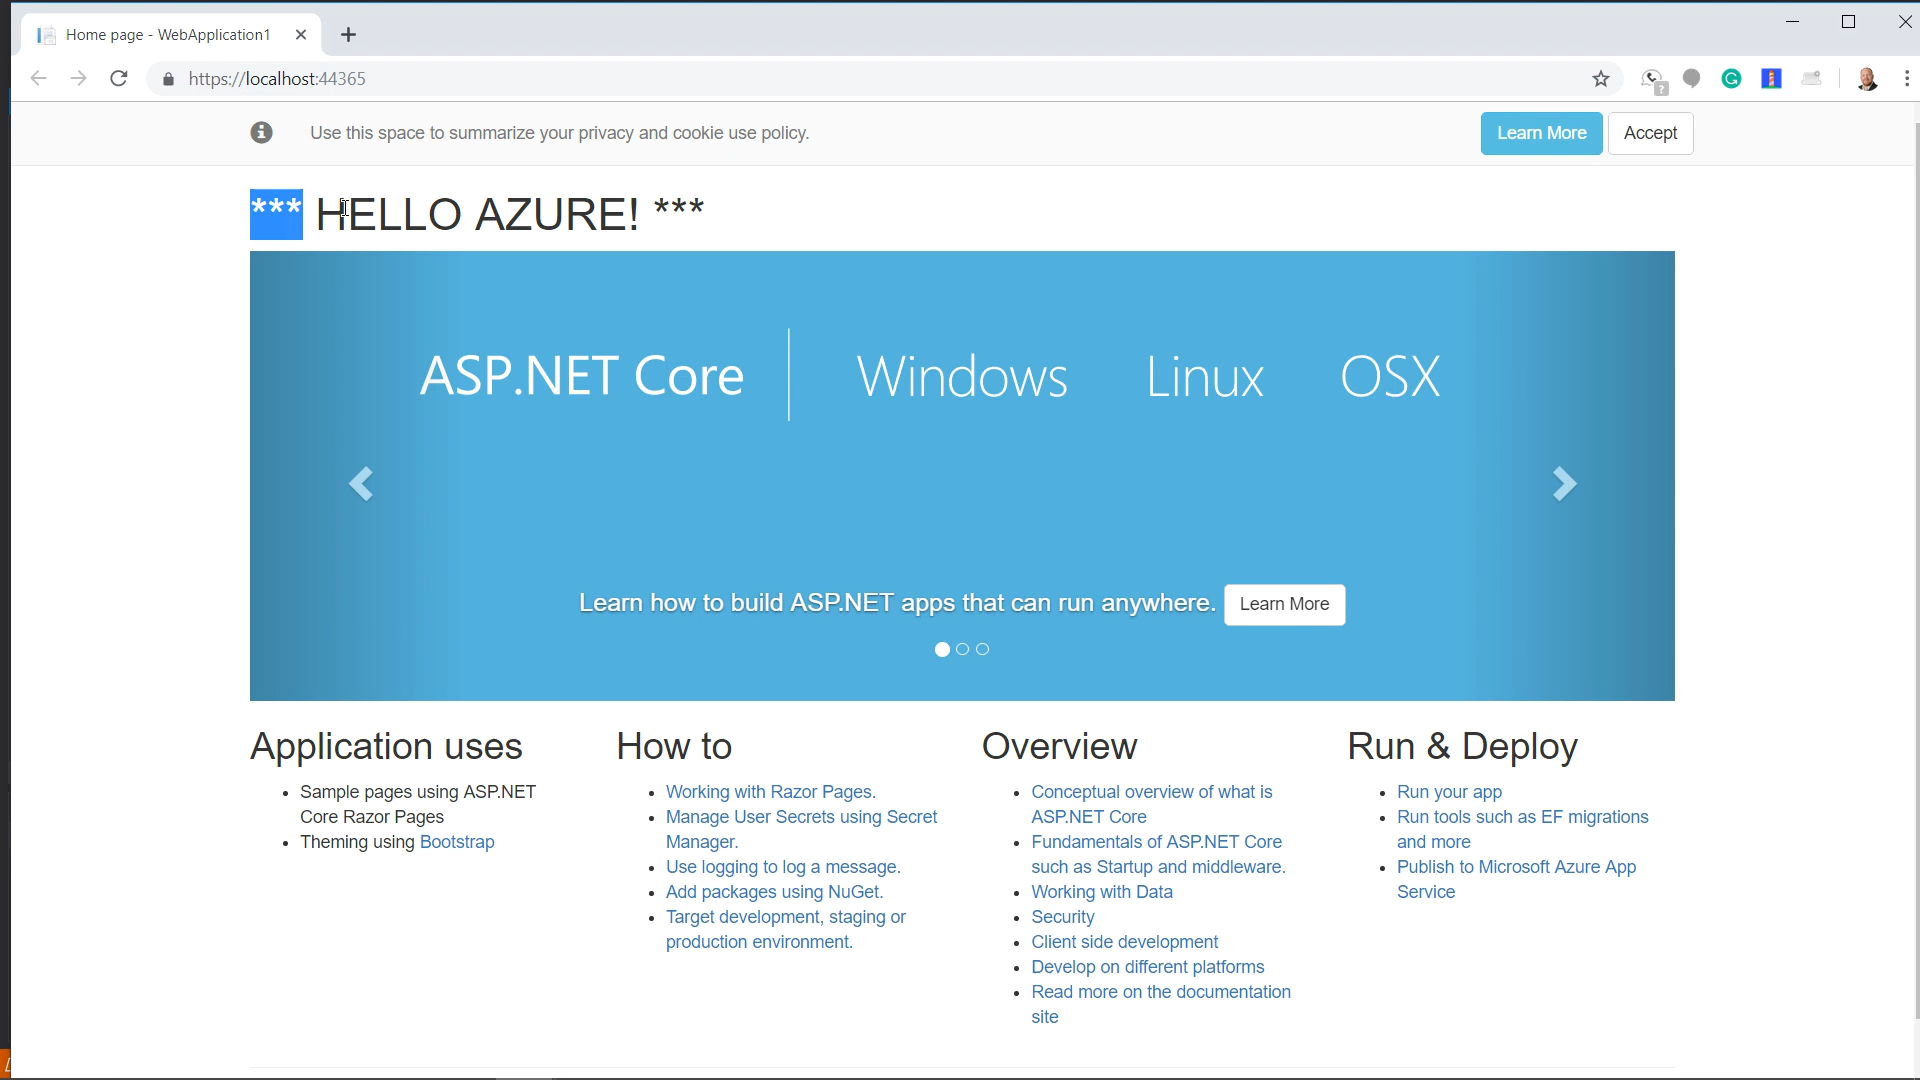 Home page - WebApplication1
https://localhost:44365
Use this space to summarize your privacy and cookie use policy.
Learn More
Accept
*** HELLO AZURE! ***
ASP.NET Core
Windows
Linux
OSX
Learn how to build ASP.NET apps that can run anywhere.
Learn More
Application uses
Sample pages using ASP.NET
Core Razor Pages
Theming using Bootstrap
How to
Working with Razor Pages.
Manage User Secrets using Secret
Manager.
Use logging to log a message.
Add packages using NuGet.
Target development, staging or
production environment.
Overview
Conceptual overview of what is
ASP.NET Core
Fundamentals of ASP.NET Core
such as Startup and middleware.
Working with Data
Security
Client side development
Develop on different platforms
Read more on the documentation
site
Run & Deploy
Run your app
Run tools such as EF migrations
and more
Publish to Microsoft Azure App
Service